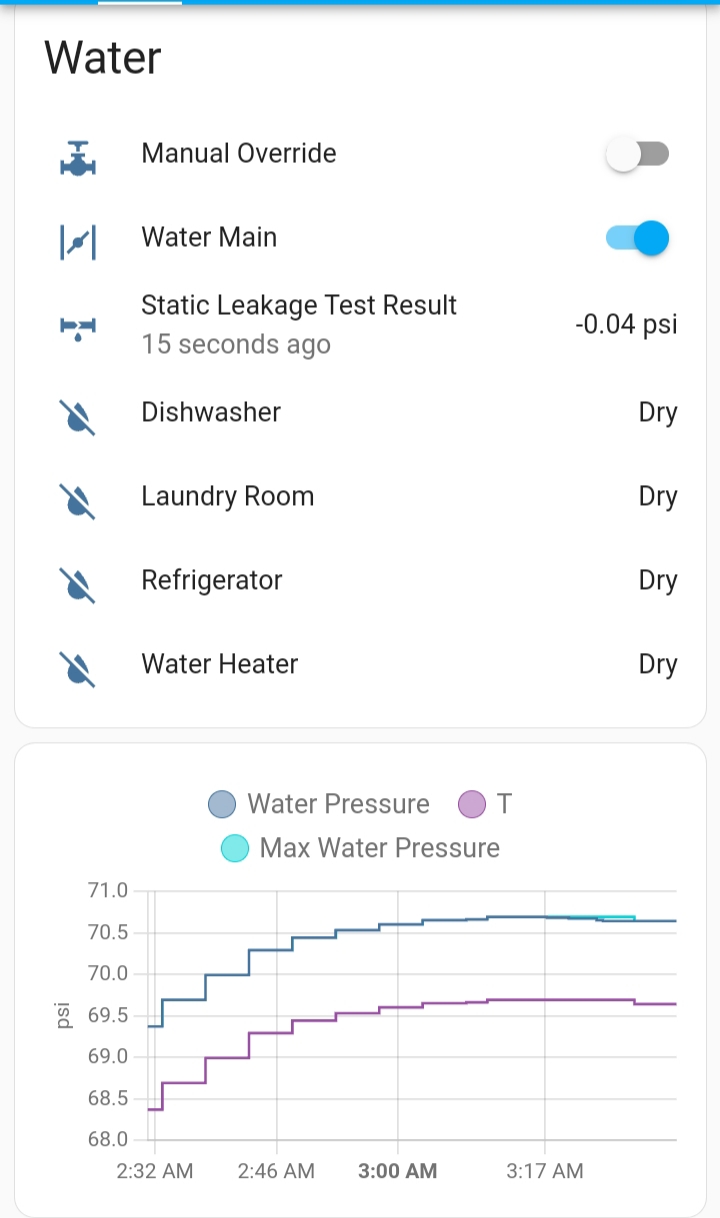 Water
Manual Override
Water Main
Static Leakage Test Result
15 seconds ago
-0.04 psi
Dishwasher
Dry
Laundry Room
Dry
Refrigerator
Dry
Water Heater
Dry
Water Pressure
T
Max Water Pressure
71.0
70.5
70.0
69.5
69.0
68.5
68.0
psi
2:32 AM
2:46 AM
3:00 AM
3:17 AM